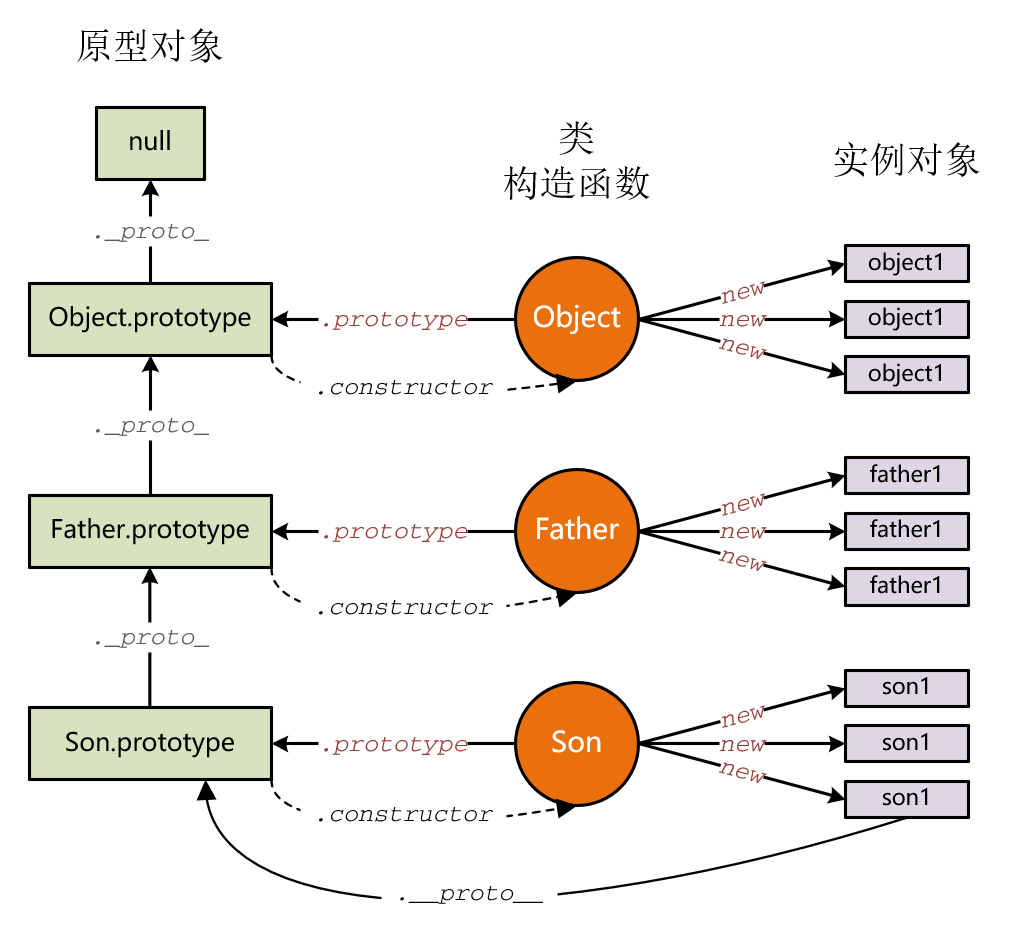 原型对象
类
构造函数
实例对象
null
._proto_
Object.prototype
.prototype
Object
new
new
new
object1
object1
object1
.constructor
._proto_
Father.prototype
.prototype
Father
new
new
new
father1
father1
father1
.constructor
._proto_
Son.prototype
.prototype
Son
new
new
new
son1
son1
son1
.constructor
.__proto__